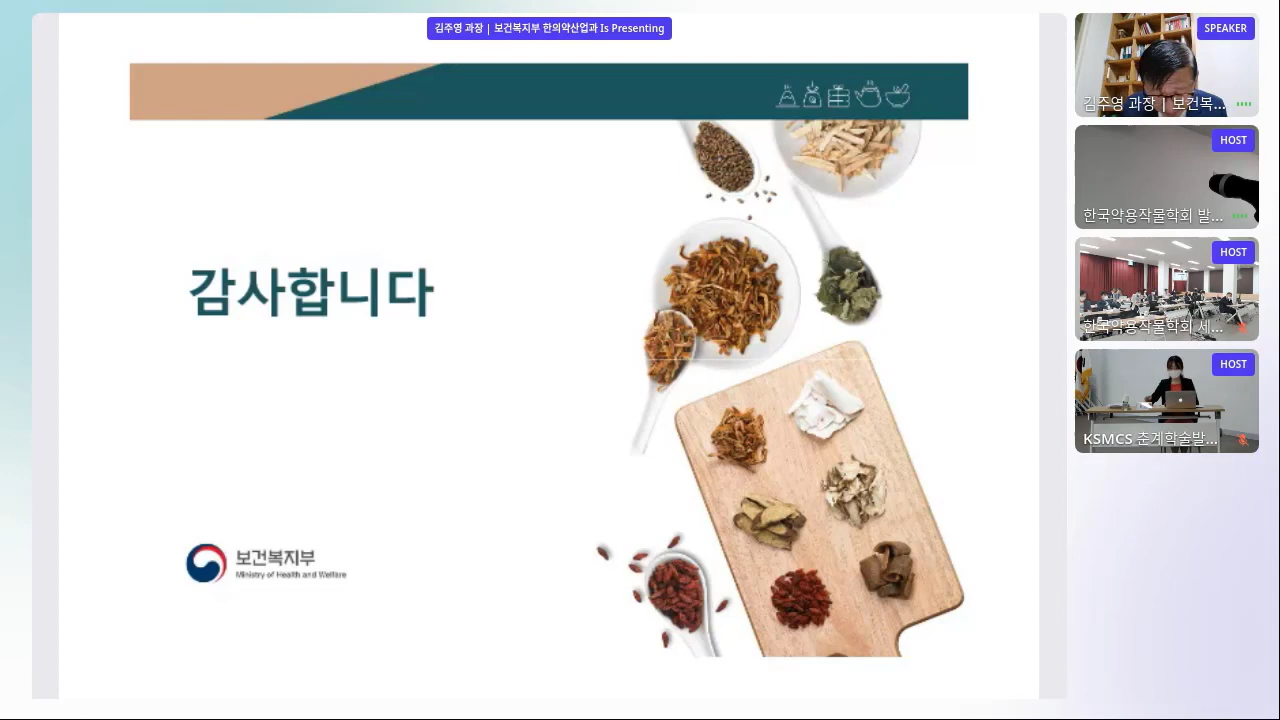 김주영 과장 | 보건복지부 한의약산업과 Is Presenting
감사합니다
보건복지부
Ministry of Health and Welfare
SPEAKER
김주영 과장 | 보건복...
HOST
한국약용작물학회 발...
HOST
한국약용작물학회 세...
HOST
KSMCS 춘계학술발...